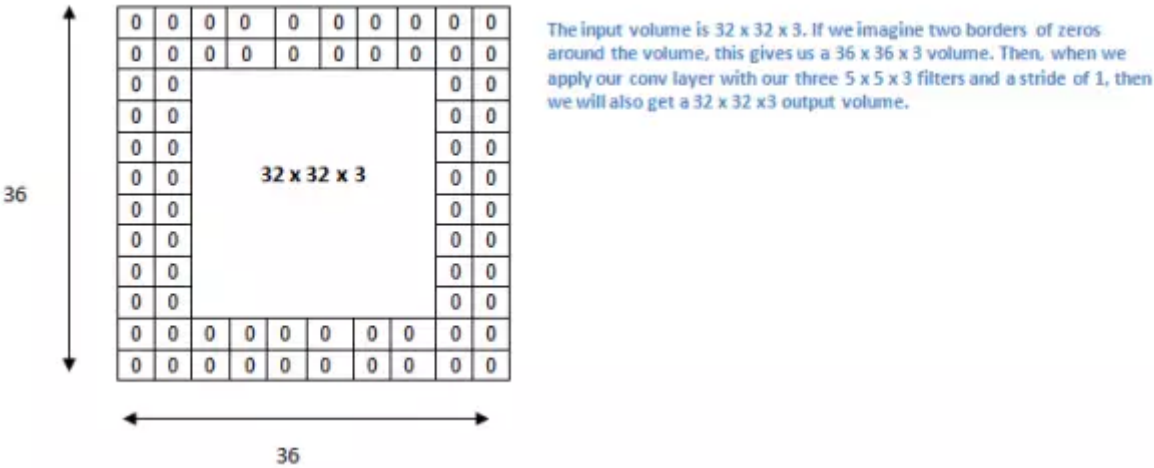 0 0 0 0 0 0 0 0 0 0
0 0 0 0 0 0 0 0 0 0
0 0 0 0
0 0 0 0
0 0 0 0
0 0 32 x 32 x 3 0 0
36
0 0 0 0
0 0 0 0
0 0 0 0
0 0 0 0
0 0 0 0 0 0 0 0 0 0
0 0 0 0 0 0 0 0 0 0
36
The input volume is 32 x 32 x 3. If we imagine two borders of zeros
around the volume, this gives us a 36 x 36 x 3 volume. Then, when we
apply our conv layer with our three 5 x 5 x 3 filters and a stride of 1, then
we will also get a 32 x 32 x3 output volume.